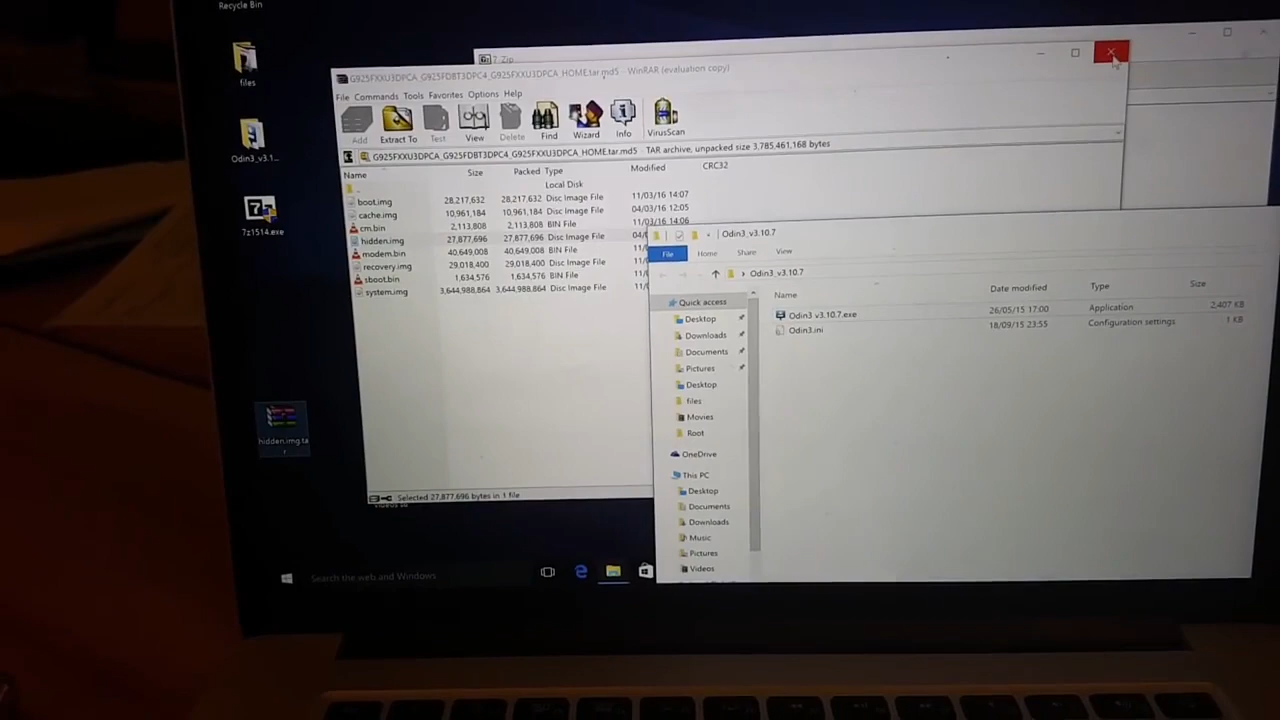 Recycle Bin
files
Odin3_v3.1...
7z1514.exe
hidden.img.ta
r
7-Zip
G925FXXU3DPCA_G925FDBT3DPC4_G925FXXU3DPCA_HOME.tar.md5 - WinRAR (evaluation copy)
File Commands Tools Favorites Options Help
Add Extract To Test View Delete Find Wizard Info VirusScan
G925FXXU3DPCA_G925FDBT3DPC4_G925FXXU3DPCA_HOME.tar.md5 - TAR archive, unpacked size 3,785,461,168 bytes
Name Size Packed Type Modified CRC32
.. Local Disk
boot.img 28,217,632 28,217,632 Disc Image File 11/03/16 14:07
cache.img 10,961,184 10,961,184 Disc Image File 04/03/16 12:05
cm.bin 2,113,808 2,113,808 BIN File 11/03/16 14:06
hidden.img 27,877,696 27,877,696 Disc Image File 04/
modem.bin 40,649,008 40,649,008 BIN File 11/
recovery.img 29,018,400 29,018,400 Disc Image File 11/
sboot.bin 1,634,576 1,634,576 BIN File 11/
system.img 3,644,988,864 3,644,988,864 Disc Image File 11/
Selected 27,877,696 bytes in 1 file
Odin3_v3.10.7
File Home Share View
Odin3_v3.10.7
Name Date modified Type Size
Odin3 v3.10.7.exe 26/05/15 17:00 Application 2,407 KB
Odin3.ini 18/09/15 23:55 Configuration settings 1 KB
Quick access
Desktop
Downloads
Documents
Pictures
Desktop
files
Movies
Root
OneDrive
This PC
Desktop
Documents
Downloads
Music
Pictures
Videos
Search the web and Windows